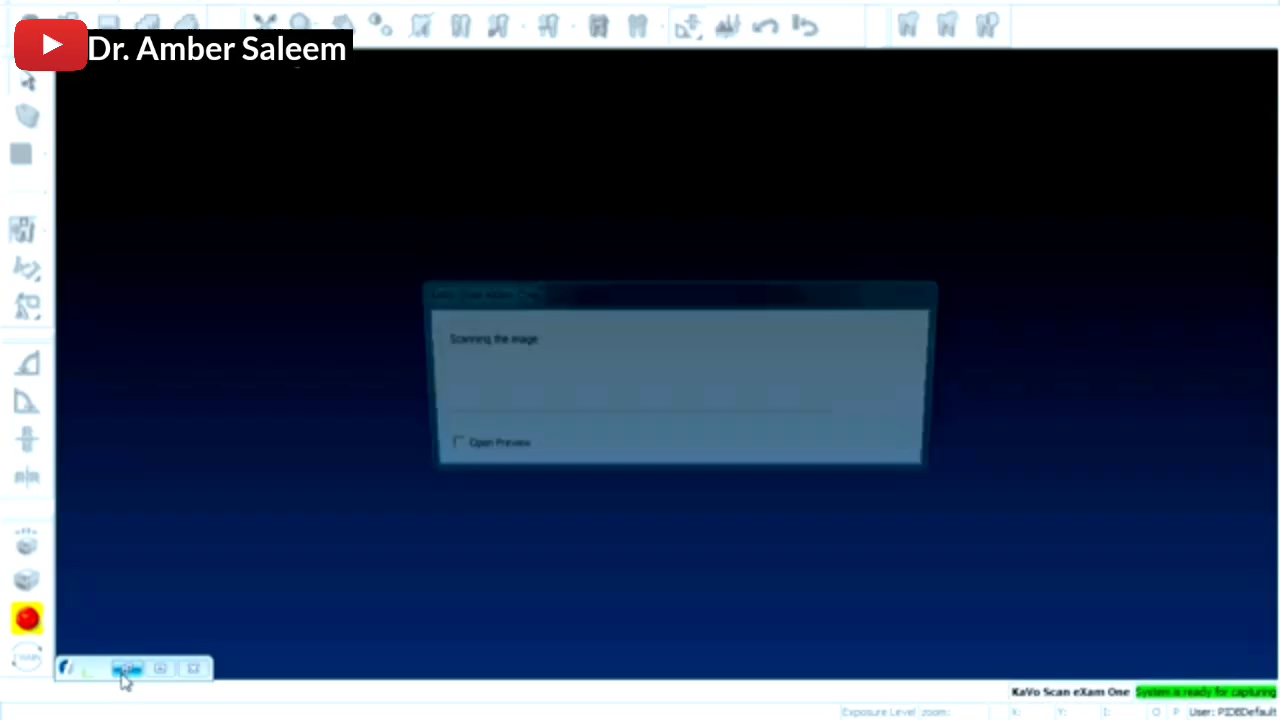 Dr. Amber Saleem
Scanning the image
Open Preview
KaVo Scan eXam One System is ready for capturing
Exposure Level zoom: X: Y: I: O P User: PIDBDefault